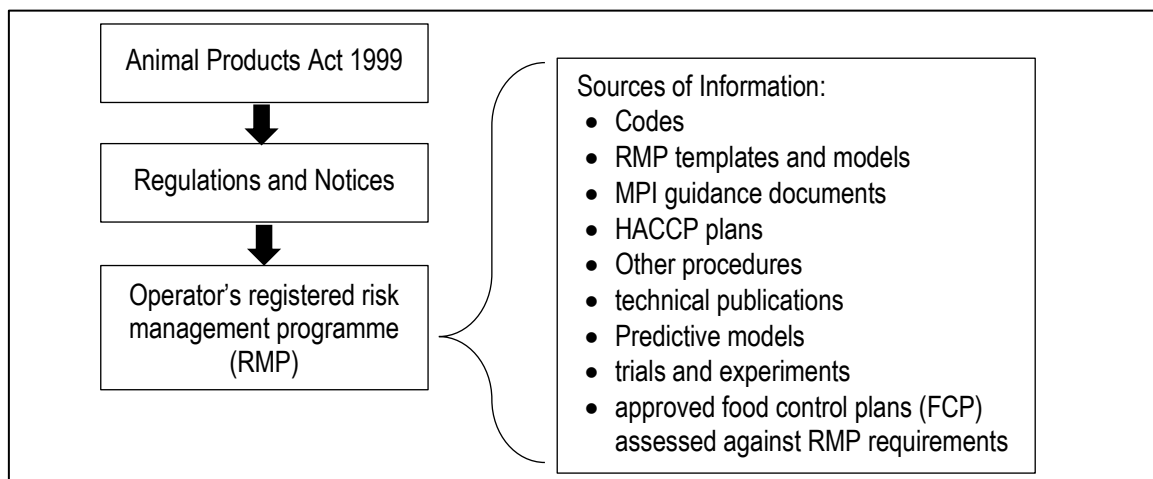 Animal Products Act 1999
Regulations and Notices
Operator’s registered risk
management programme
(RMP)
Sources of Information:
• Codes
• RMP templates and models
• MPI guidance documents
• HACCP plans
• Other procedures
• technical publications
• Predictive models
• trials and experiments
• approved food control plans (FCP)
assessed against RMP requirements